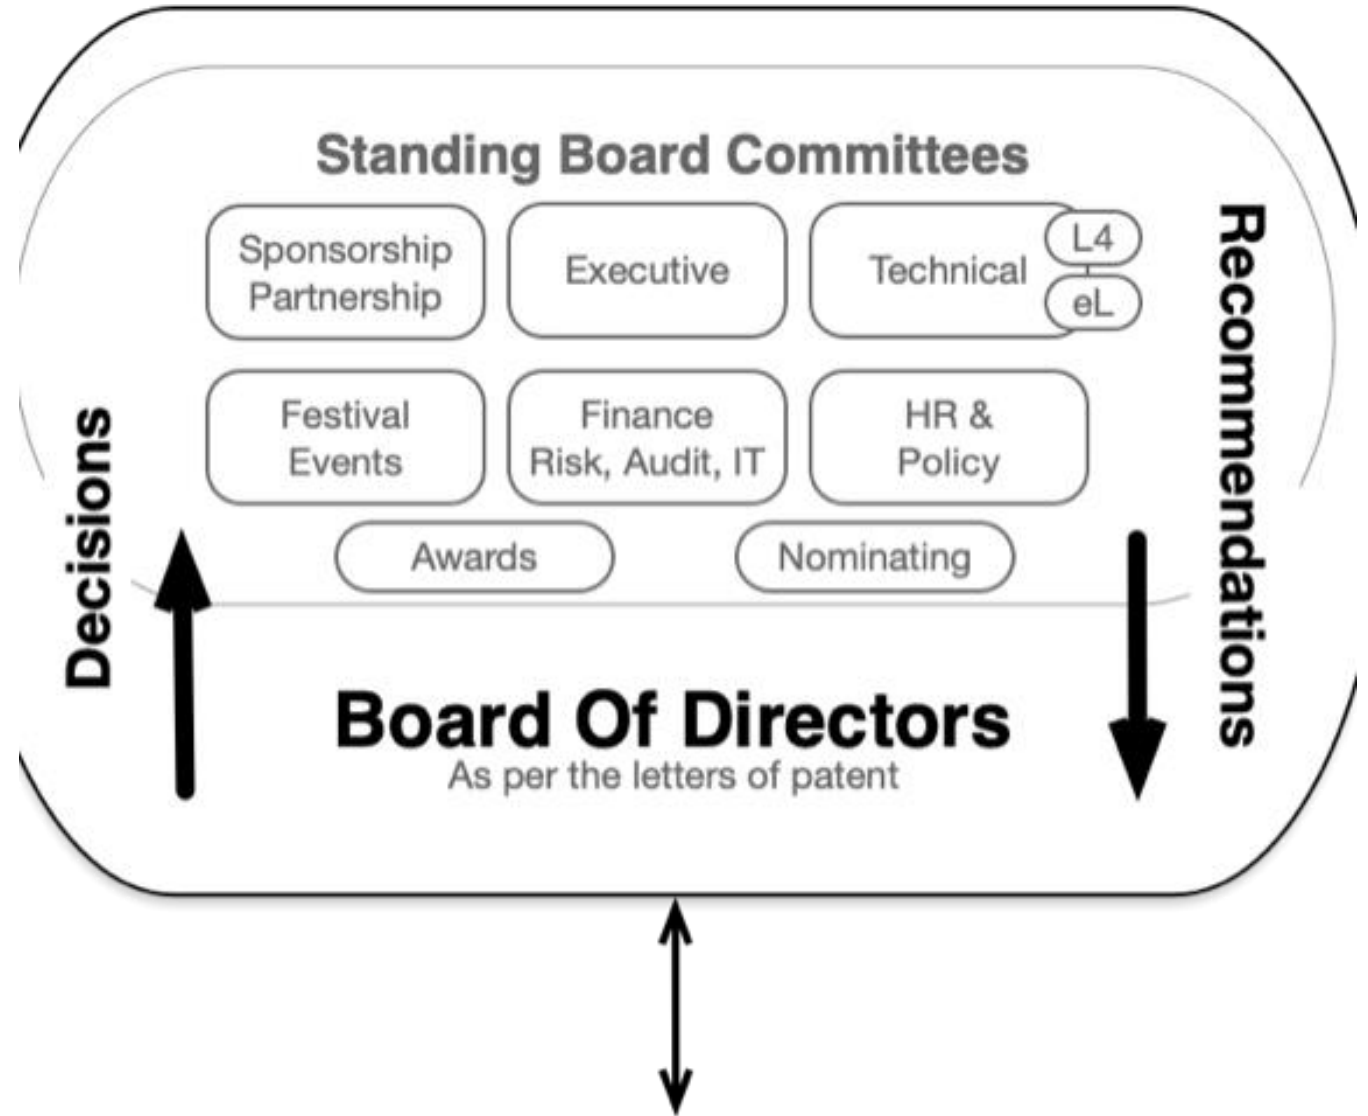 Standing Board Committees
Sponsorship
Partnership
Executive
Technical
L4
eL
Festival
Events
Finance
Risk, Audit, IT
HR &
Policy
Awards
Nominating
Decisions
Recommendations
Board Of Directors
As per the letters of patent